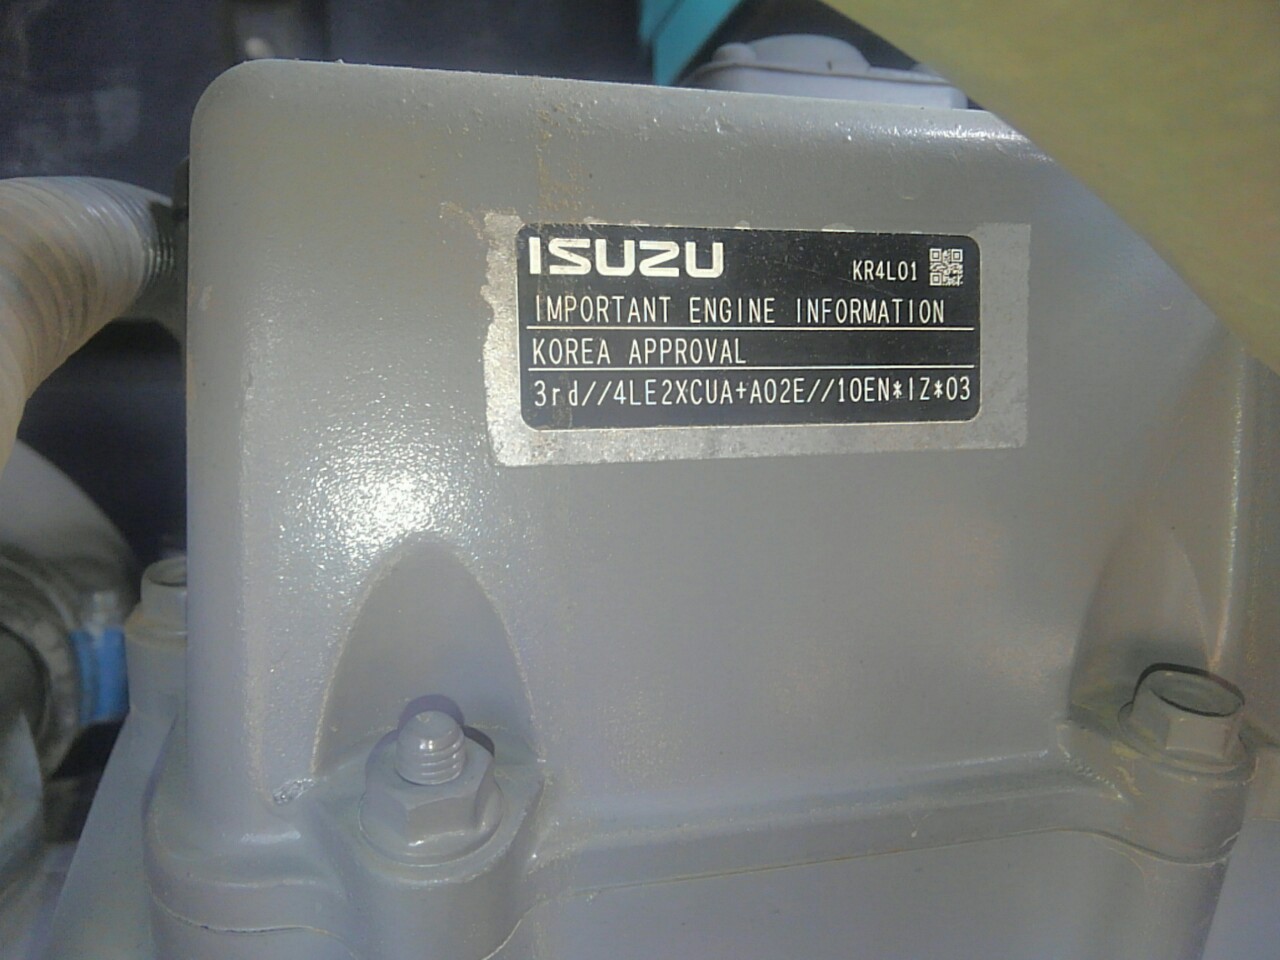 ISUZU
KR4L01
IMPORTANT ENGINE INFORMATION
KOREA APPROVAL
3rd//4LE2XCUA+A02E//10EN*IZ*03